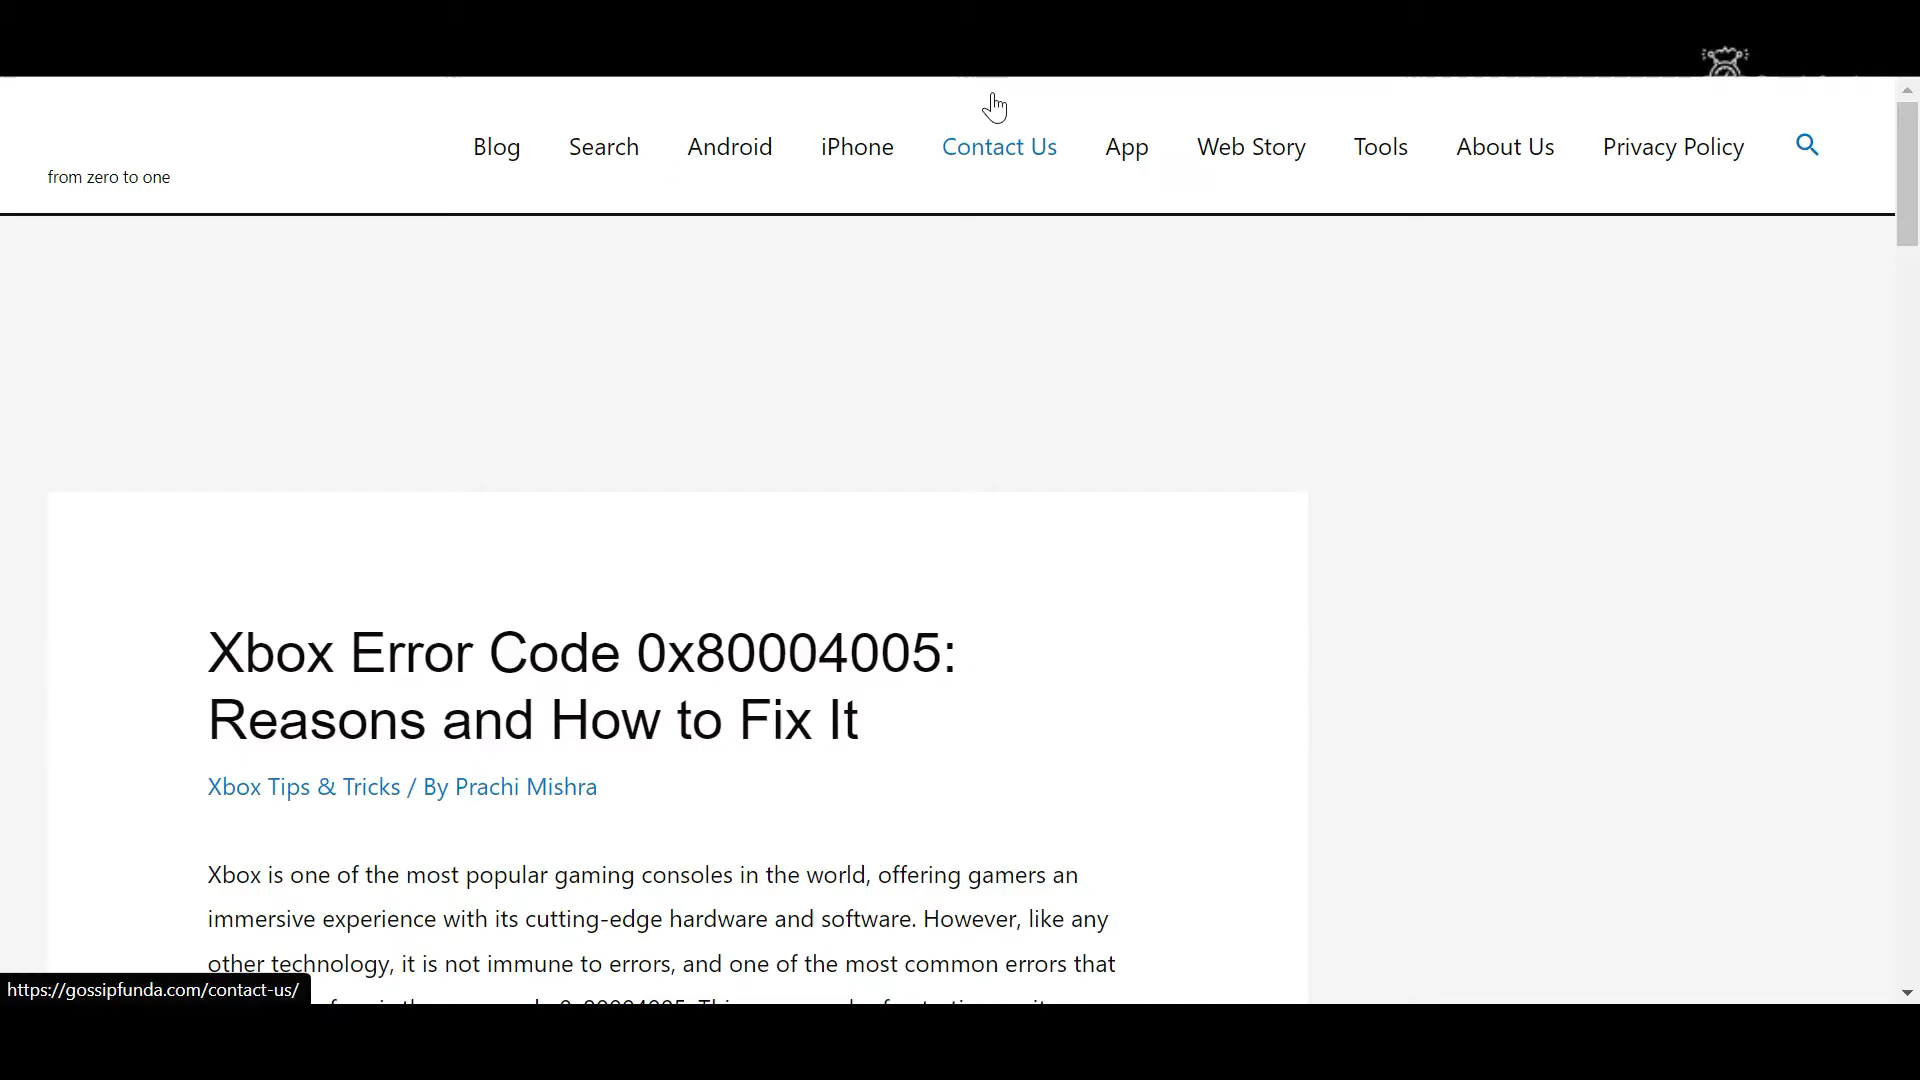 Blog Search Android iPhone Contact Us App Web Story Tools About Us Privacy Policy
from zero to one
Xbox Error Code 0x80004005:
Reasons and How to Fix It
Xbox Tips & Tricks / By Prachi Mishra
Xbox is one of the most popular gaming consoles in the world, offering gamers an
immersive experience with its cutting-edge hardware and software. However, like any
other technology, it is not immune to errors, and one of the most common errors that
https://gossipfunda.com/contact-us/